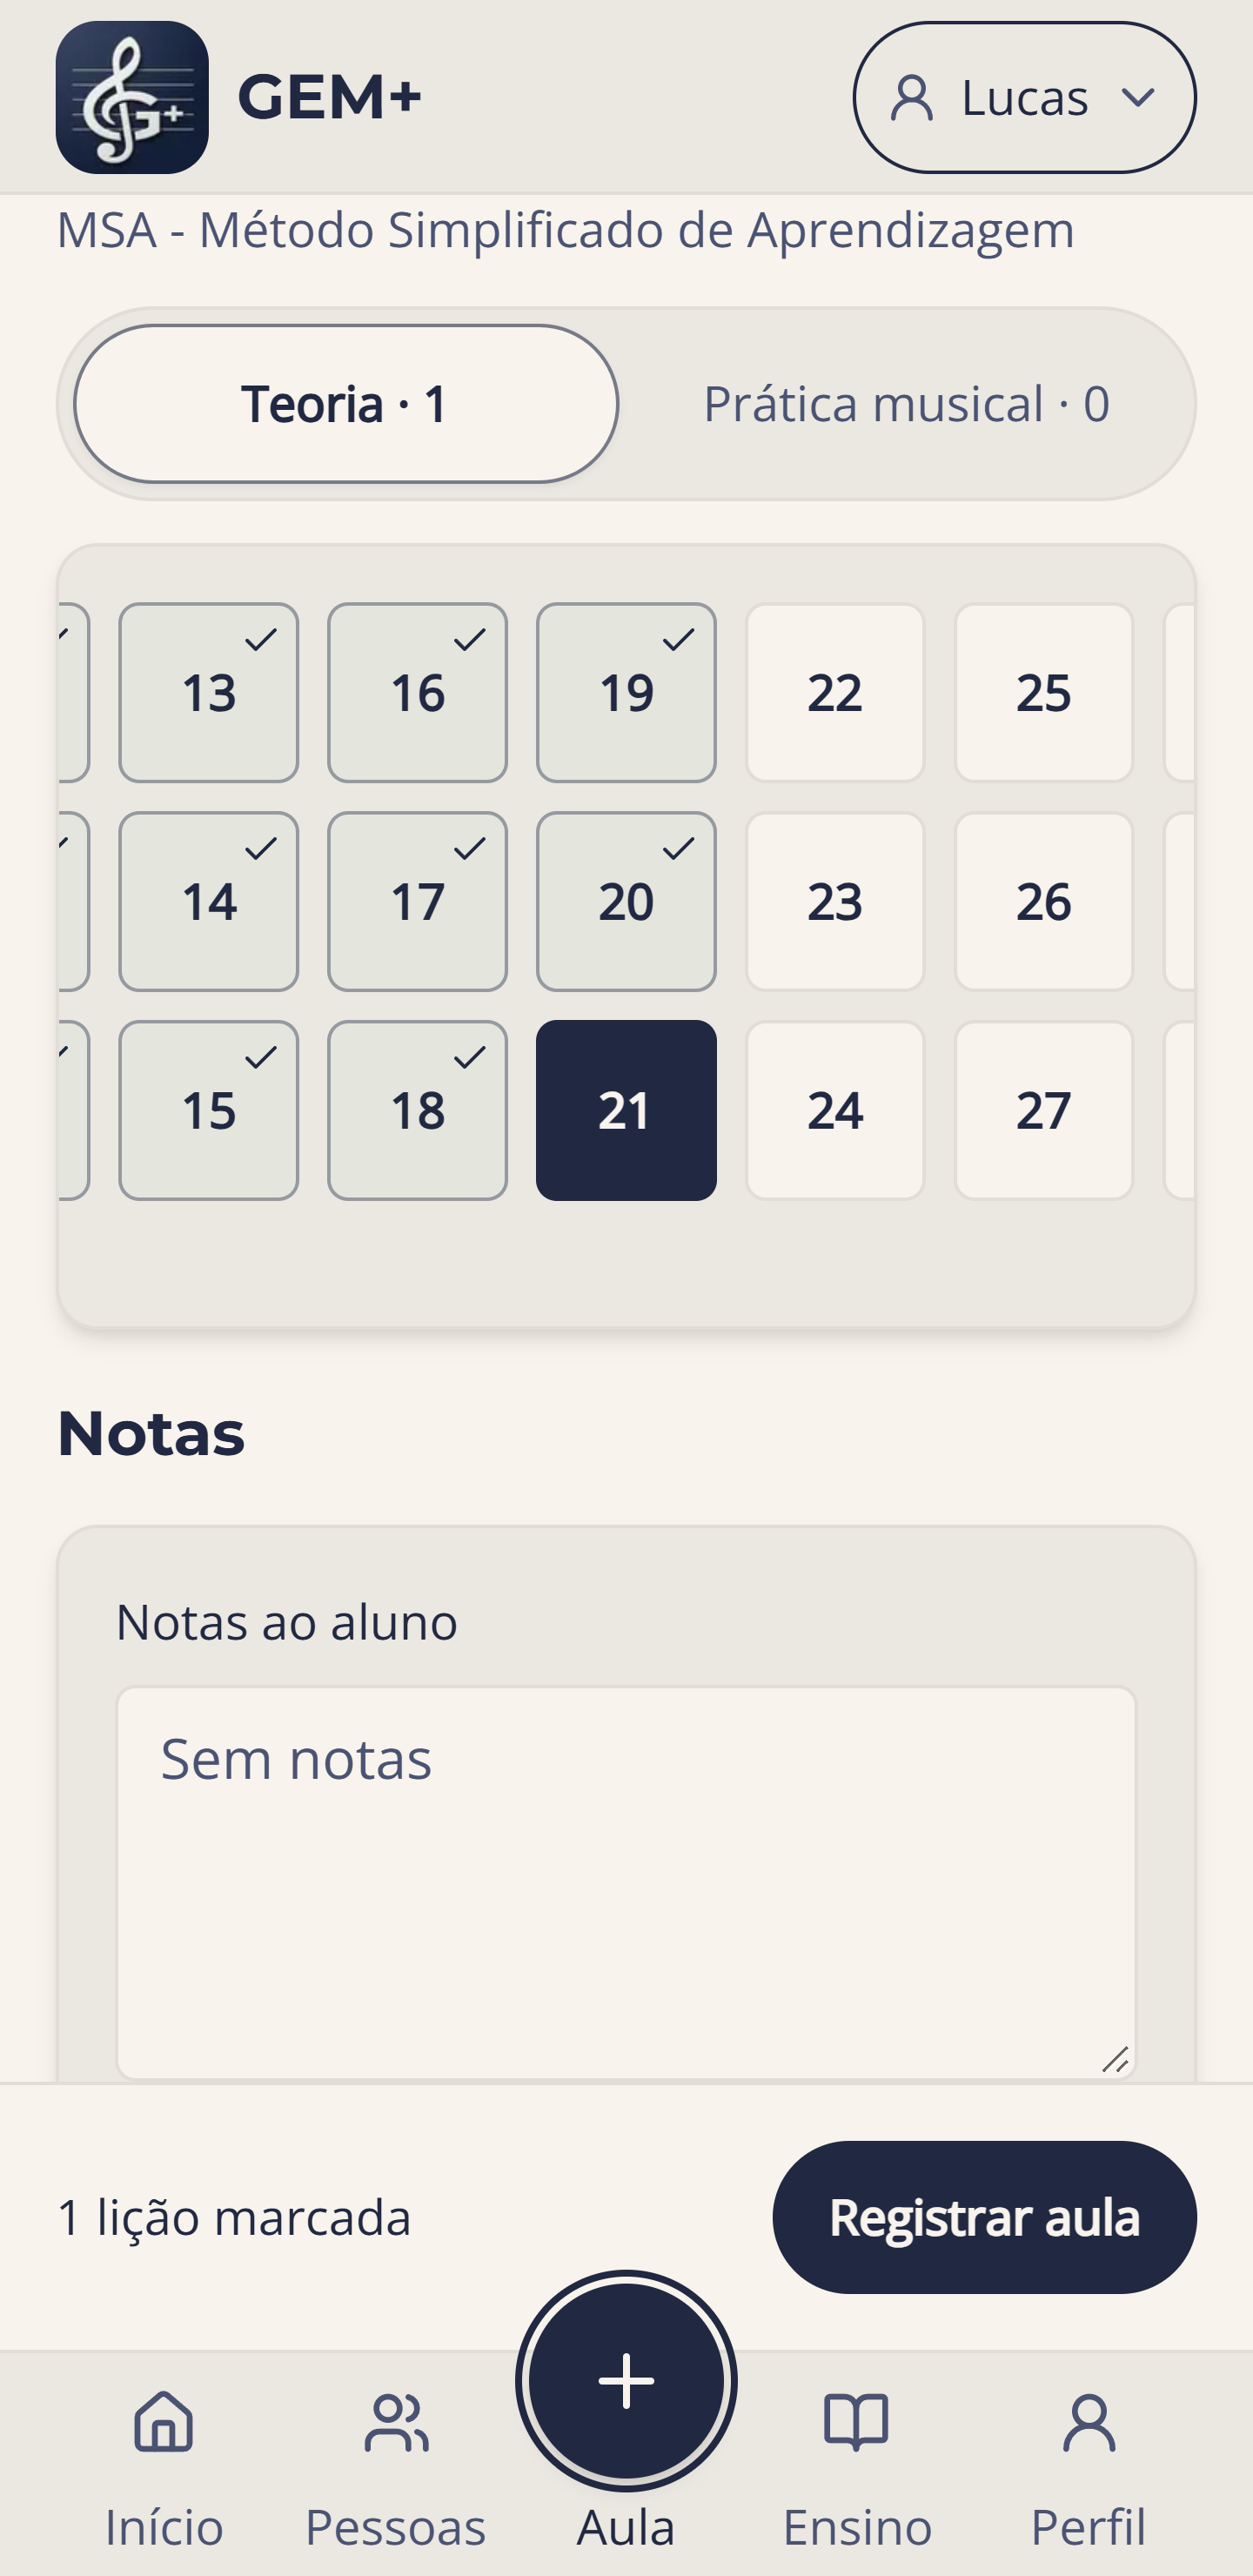 G+
GEM+
Lucas
MSA - Método Simplificado de Aprendizagem
Teoria · 1
Prática musical · 0
13 16 19 22 25
14 17 20 23 26
15 18 21 24 27
Notas
Notas ao aluno
Sem notas
1 lição marcada
Registrar aula
Início
Pessoas
Aula
Ensino
Perfil